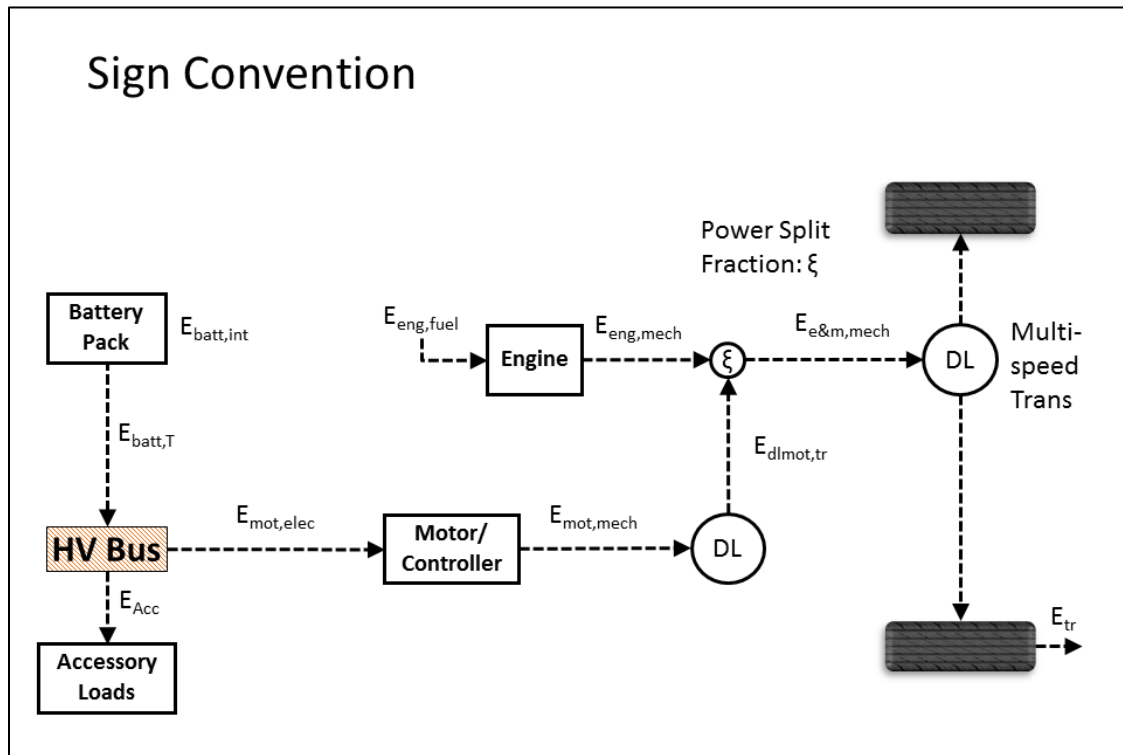 Sign Convention
Power Split
Fraction: ξ
Battery
Pack
E_batt,int
E_eng,fuel
Engine
E_eng,mech
ξ
E_e&m,mech
DL
Multi-
speed
Trans
E_batt,T
E_dlmot,tr
HV Bus
E_mot,elec
Motor/
Controller
E_mot,mech
DL
E_Acc
Accessory
Loads
E_tr